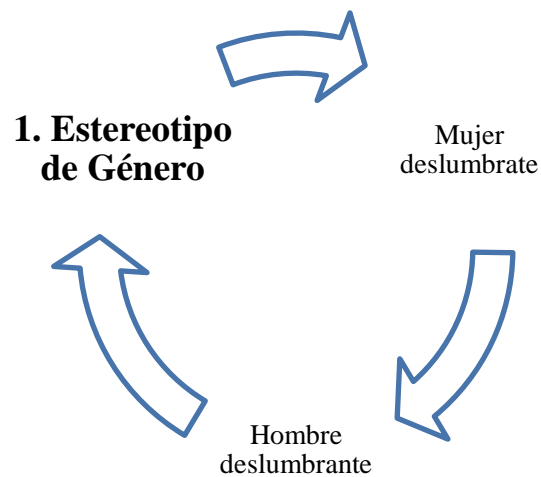 1. Estereotipo
de Género
Mujer
deslumbrate
Hombre
deslumbrante